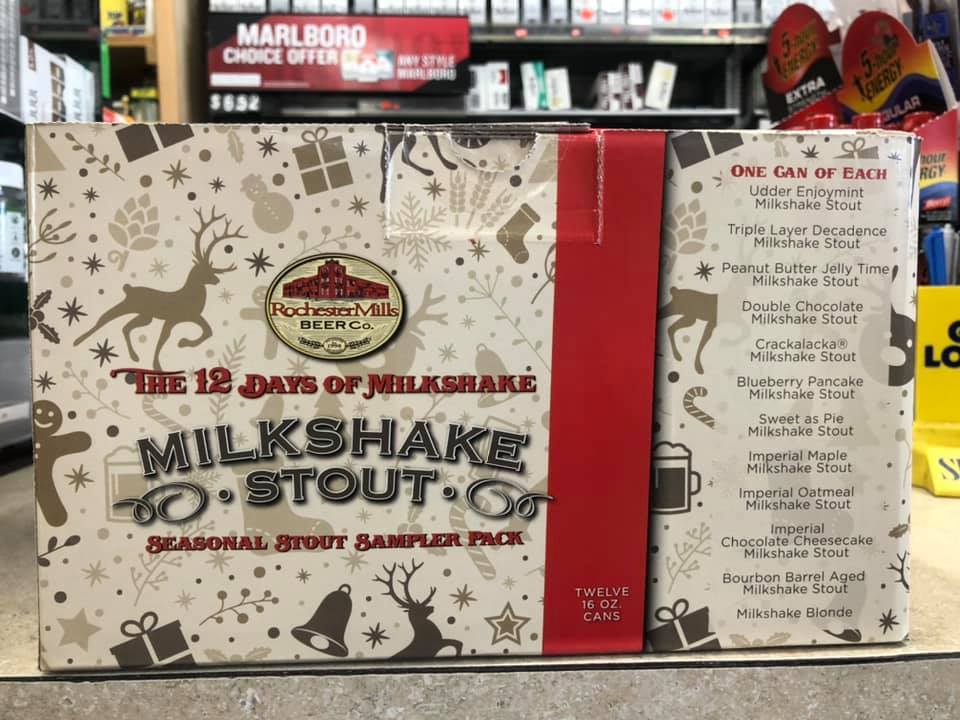 MARLBORO
CHOICE OFFER
ANY STYLE
MARLBORO
$6.52
5-hour
ENERGY
EXTRA
5-hour
ENERGY
RochesterMills
BEER CO.
THE 12 DAYS OF MILKSHAKE
MILKSHAKE
· STOUT ·
SEASONAL STOUT SAMPLER PACK
TWELVE
16 OZ.
CANS
ONE CAN OF EACH
Udder Enjoymint
Milkshake Stout
Triple Layer Decadence
Milkshake Stout
Peanut Butter Jelly Time
Milkshake Stout
Double Chocolate
Milkshake Stout
Crackalacka®
Milkshake Stout
Blueberry Pancake
Milkshake Stout
Sweet as Pie
Milkshake Stout
Imperial Maple
Milkshake Stout
Imperial Oatmeal
Milkshake Stout
Imperial
Chocolate Cheesecake
Milkshake Stout
Bourbon Barrel Aged
Milkshake Stout
Milkshake Blonde